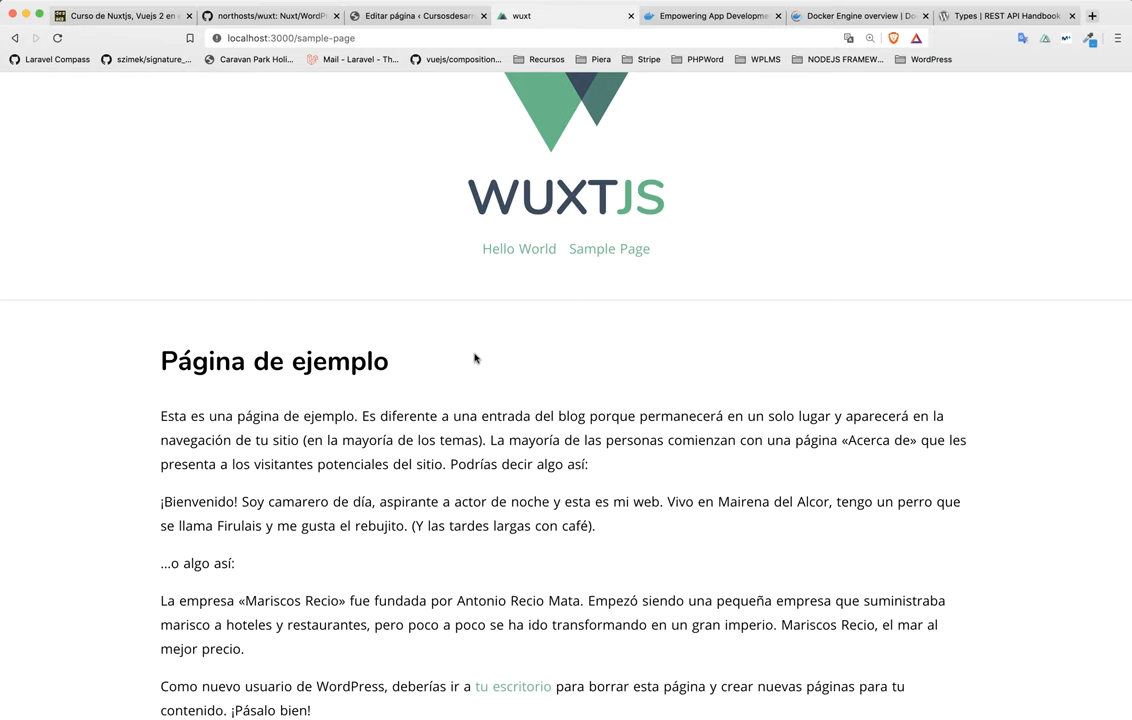 Curso de Nuxtjs, Vuejs 2 en
northosts/wuxt: Nuxt/WordP
Editar página ‹ Cursosdesarr
wuxt
Empowering App Developme
Docker Engine overview | Do
Types | REST API Handbook
localhost:3000/sample-page
Laravel Compass
szimek/signature_...
Caravan Park Holi...
Mail - Laravel - Th...
vuejs/composition...
Recursos
Piera
Stripe
PHPWord
WPLMS
NODEJS FRAMEW...
WordPress
WUXTJS
Hello World Sample Page
Página de ejemplo
Esta es una página de ejemplo. Es diferente a una entrada del blog porque permanecerá en un solo lugar y aparecerá en la
navegación de tu sitio (en la mayoría de los temas). La mayoría de las personas comienzan con una página «Acerca de» que les
presenta a los visitantes potenciales del sitio. Podrías decir algo así:
¡Bienvenido! Soy camarero de día, aspirante a actor de noche y esta es mi web. Vivo en Mairena del Alcor, tengo un perro que
se llama Firulais y me gusta el rebujito. (Y las tardes largas con café).
...o algo así:
La empresa «Mariscos Recio» fue fundada por Antonio Recio Mata. Empezó siendo una pequeña empresa que suministraba
marisco a hoteles y restaurantes, pero poco a poco se ha ido transformando en un gran imperio. Mariscos Recio, el mar al
mejor precio.
Como nuevo usuario de WordPress, deberías ir a tu escritorio para borrar esta página y crear nuevas páginas para tu
contenido. ¡Pásalo bien!